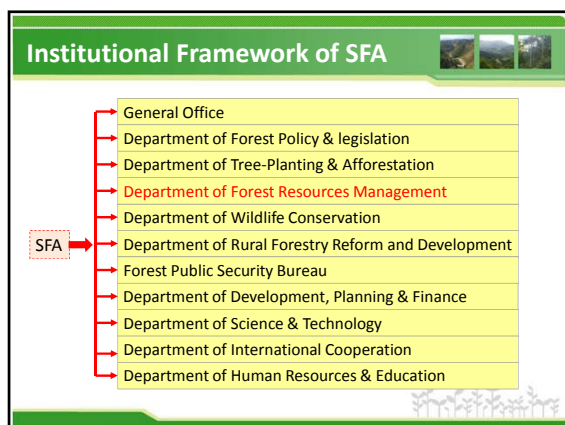 Institutional Framework of SFA
General Office
Department of Forest Policy & legislation
Department of Tree-Planting & Afforestation
Department of Forest Resources Management
Department of Wildlife Conservation
SFA
Department of Rural Forestry Reform and Development
Forest Public Security Bureau
Department of Development, Planning & Finance
Department of Science & Technology
Department of International Cooperation
Department of Human Resources & Education